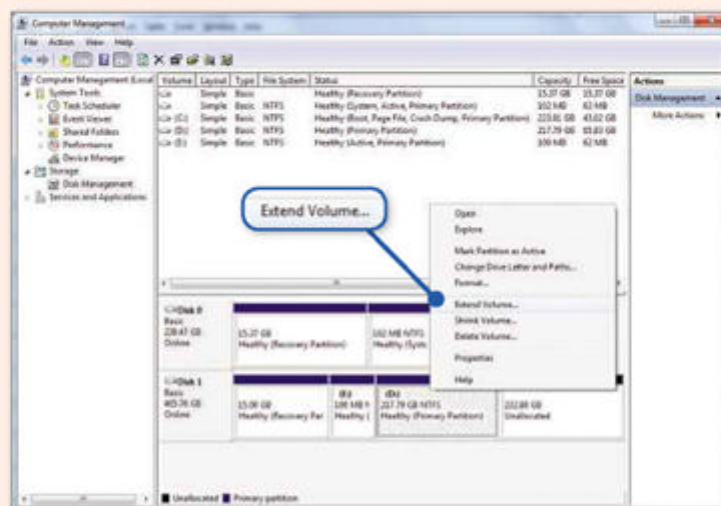 Computer Management
File Action View Help
Computer Management (Local
System Tools
Task Scheduler
Event Viewer
Shared Folders
Performance
Device Manager
Storage
Disk Management
Services and Applications
Volume Layout Type File System Status Capacity Free Space
Simple Basic Healthy (Recovery Partition) 15.37 GB 15.37 GB
Simple Basic NTFS Healthy (System, Active, Primary Partition) 102 MB 62 MB
(C:) Simple Basic NTFS Healthy (Boot, Page File, Crash Dump, Primary Partition)
(D:) Simple Basic NTFS Healthy (Primary Partition) 217.79 GB
(E:) Simple Basic NTFS Healthy (Active, Primary Partition) 62 MB
Actions
Disk Management
More Actions
Extend Volume...
Open
Explore
Mark Partition as Active
Change Drive Letter and Paths...
Format...
Extend Volume...
Shrink Volume...
Delete Volume...
Properties
Help
Disk 0
Basic
Online
15.37 GB
Healthy (Recovery Partition)
102 MB NTFS
Healthy (Syste
Disk 1
Basic
465.76 GB
Online
Healthy (Recovery Par
Healthy (
217.79 GB NTFS
Healthy (Primary Partition)
Unallocated
Unallocated Primary partition